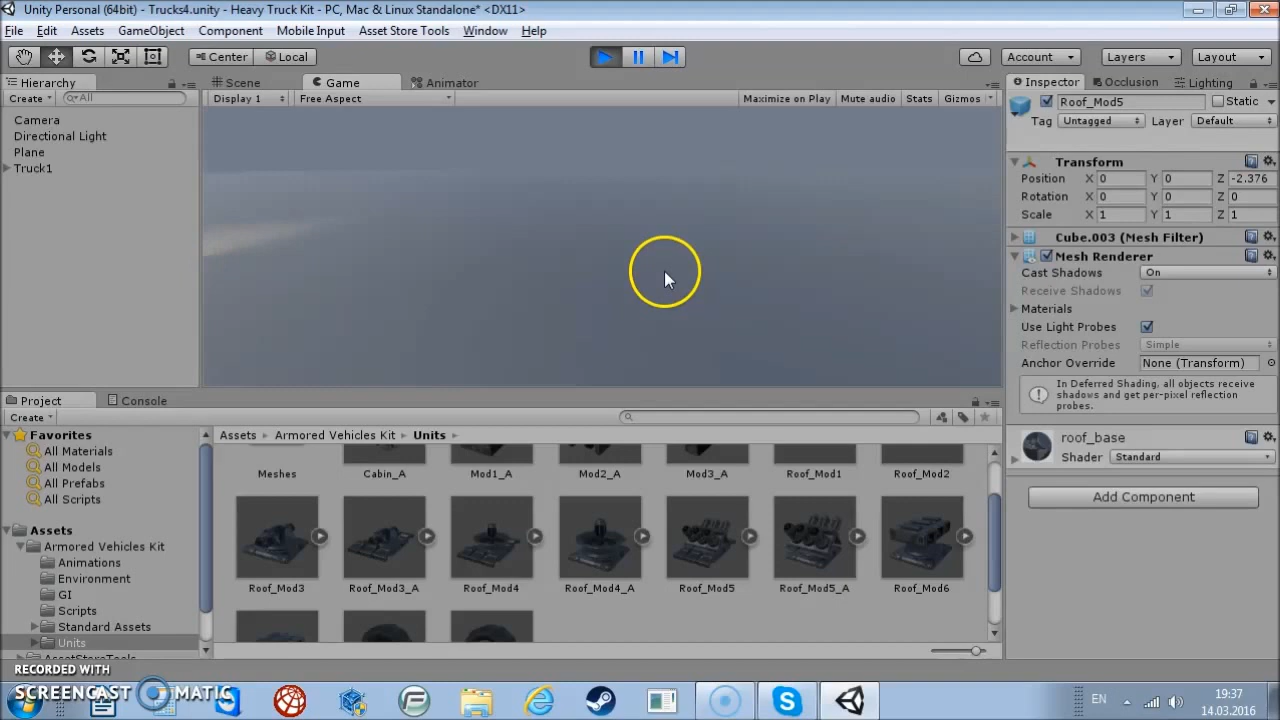 Unity Personal (64bit) - Trucks4.unity - Heavy Truck Kit - PC, Mac & Linux Standalone* <DX11>
File Edit Assets GameObject Component Mobile Input Asset Store Tools Window Help
Center Local Account Layers Layout
Hierarchy Scene Game Animator Inspector Occlusion Lighting
Create All Display 1 Free Aspect Maximize on Play Mute audio Stats Gizmos
Roof_Mod5 Static
Tag Untagged Layer Default
Camera
Directional Light
Plane
Truck1
Transform
Position X 0 Y 0 Z -2.376
Rotation X 0 Y 0 Z 0
Scale X 1 Y 1 Z 1
Cube.003 (Mesh Filter)
Mesh Renderer
Cast Shadows On
Receive Shadows
Materials
Use Light Probes
Reflection Probes Simple
Anchor Override None (Transform)
In Deferred Shading, all objects receive
shadows and get per-pixel reflection
probes.
roof_base
Shader Standard
Add Component
Project Console
Create
Favorites
All Materials
All Models
All Prefabs
All Scripts
Assets
Armored Vehicles Kit
Animations
Environment
GI
Scripts
Standard Assets
Units
AssetStoreTools
Assets Armored Vehicles Kit Units
Meshes Cabin_A Mod1_A Mod2_A Mod3_A Roof_Mod1 Roof_Mod2
Roof_Mod3 Roof_Mod3_A Roof_Mod4 Roof_Mod4_A Roof_Mod5 Roof_Mod5_A Roof_Mod6
RECORDED WITH
SCREENCAST MATIC
EN
19:37
14.03.2016